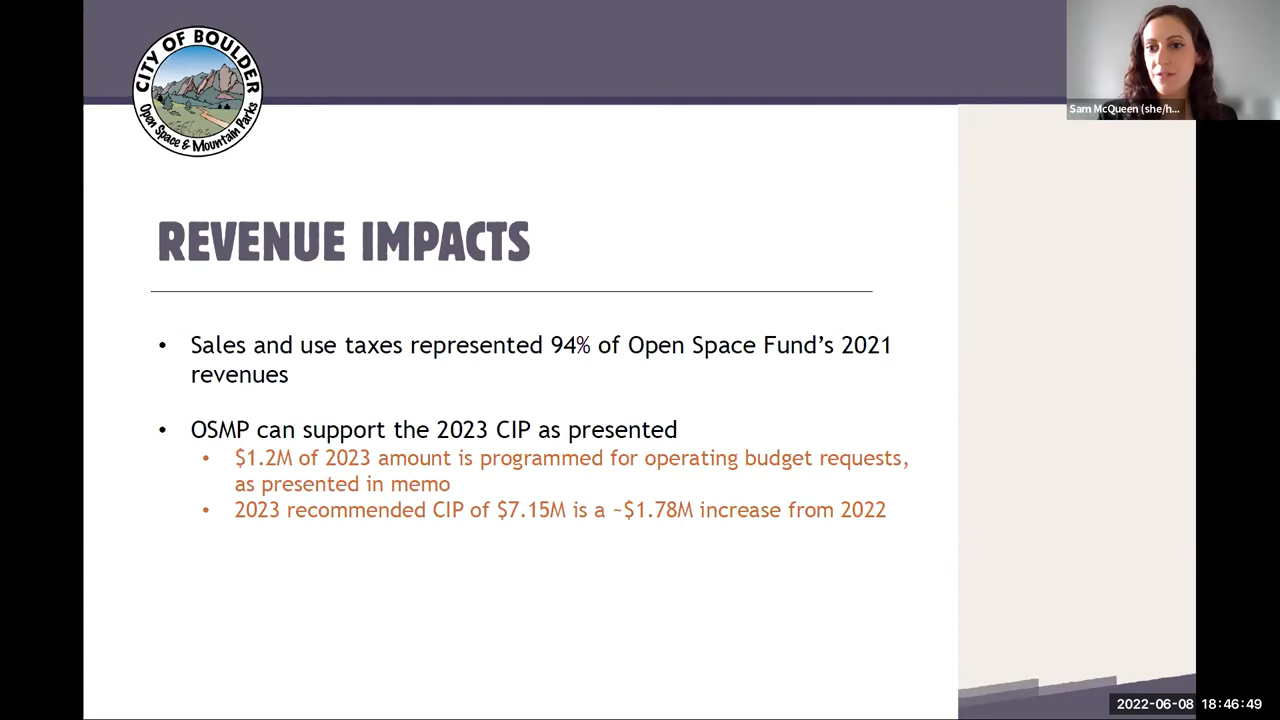 CITY OF BOULDER
Open Space & Mountain Parks
Sam McQueen (she/h...
REVENUE IMPACTS
• Sales and use taxes represented 94% of Open Space Fund’s 2021
revenues
• OSMP can support the 2023 CIP as presented
• $1.2M of 2023 amount is programmed for operating budget requests,
as presented in memo
• 2023 recommended CIP of $7.15M is a ~$1.78M increase from 2022
2022-06-08 18:46:49